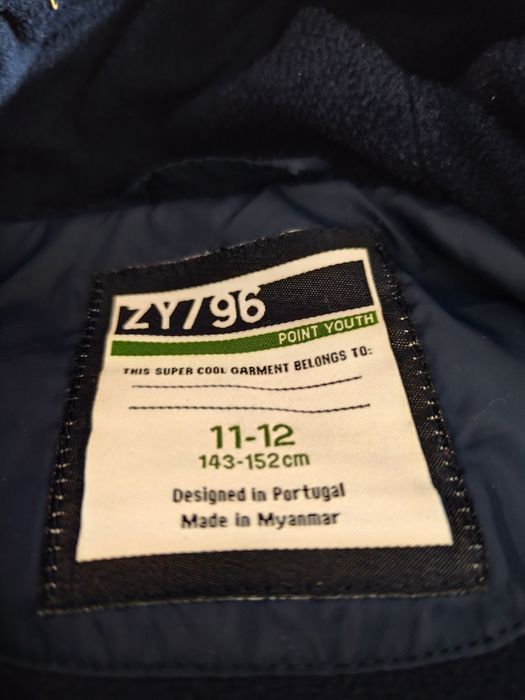 ZY796
POINT YOUTH
THIS SUPER COOL GARMENT BELONGS TO:
11-12
143-152cm
Designed in Portugal
Made in Myanmar